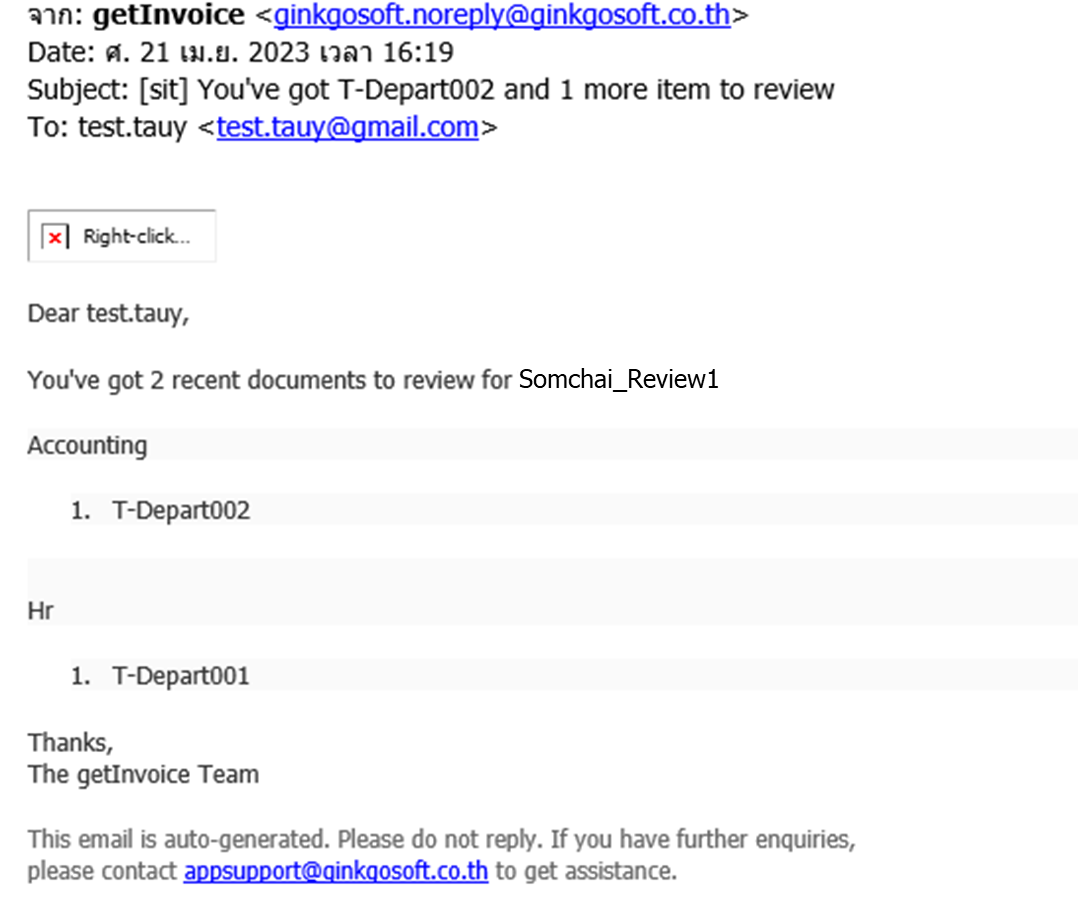 จาก: getInvoice <ginkgosoft.noreply@ginkgosoft.co.th>
Date: ศ. 21 เม.ย. 2023 เวลา 16:19
Subject: [sit] You've got T-Depart002 and 1 more item to review
To: test.tauy <test.tauy@gmail.com>
Right-click...
Dear test.tauy,
You've got 2 recent documents to review for Somchai_Review1
Accounting
1. T-Depart002
Hr
1. T-Depart001
Thanks,
The getInvoice Team
This email is auto-generated. Please do not reply. If you have further enquiries,
please contact appsupport@ginkgosoft.co.th to get assistance.